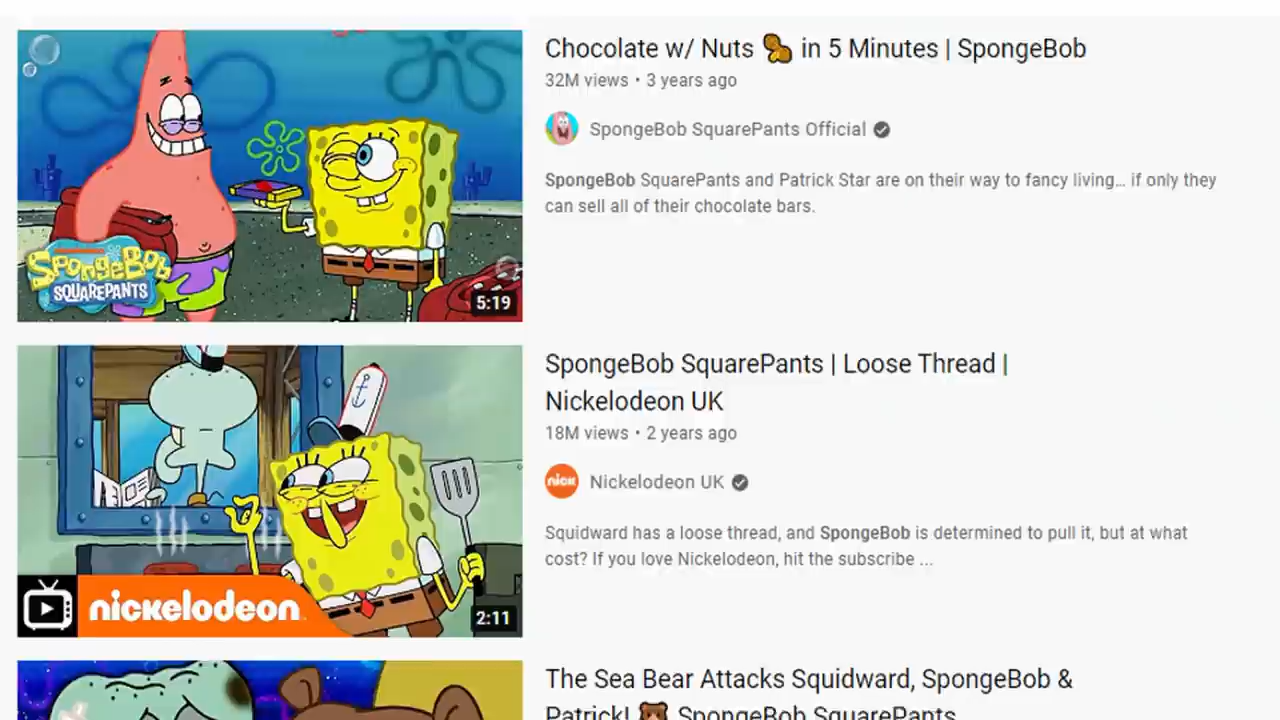 Chocolate w/ Nuts 🥜 in 5 Minutes | SpongeBob
32M views • 3 years ago
SpongeBob SquarePants Official
SpongeBob SquarePants and Patrick Star are on their way to fancy living... if only they
can sell all of their chocolate bars.
SPONGEBOB
SQUAREPANTS
5:19
SpongeBob SquarePants | Loose Thread |
Nickelodeon UK
18M views • 2 years ago
nick
Nickelodeon UK
Squidward has a loose thread, and SpongeBob is determined to pull it, but at what
cost? If you love Nickelodeon, hit the subscribe ...
nickelodeon
2:11
The Sea Bear Attacks Squidward, SpongeBob &
Patrick! 🐻 SpongeBob SquarePants